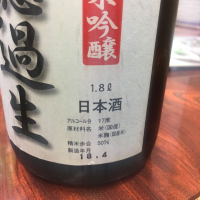 米吟醸
過生
1.8ℓ
日本酒
アルコール分 17度
原材料名 米(国産)
米麹(国産米)
精米歩合 50%
製造年月
18.4